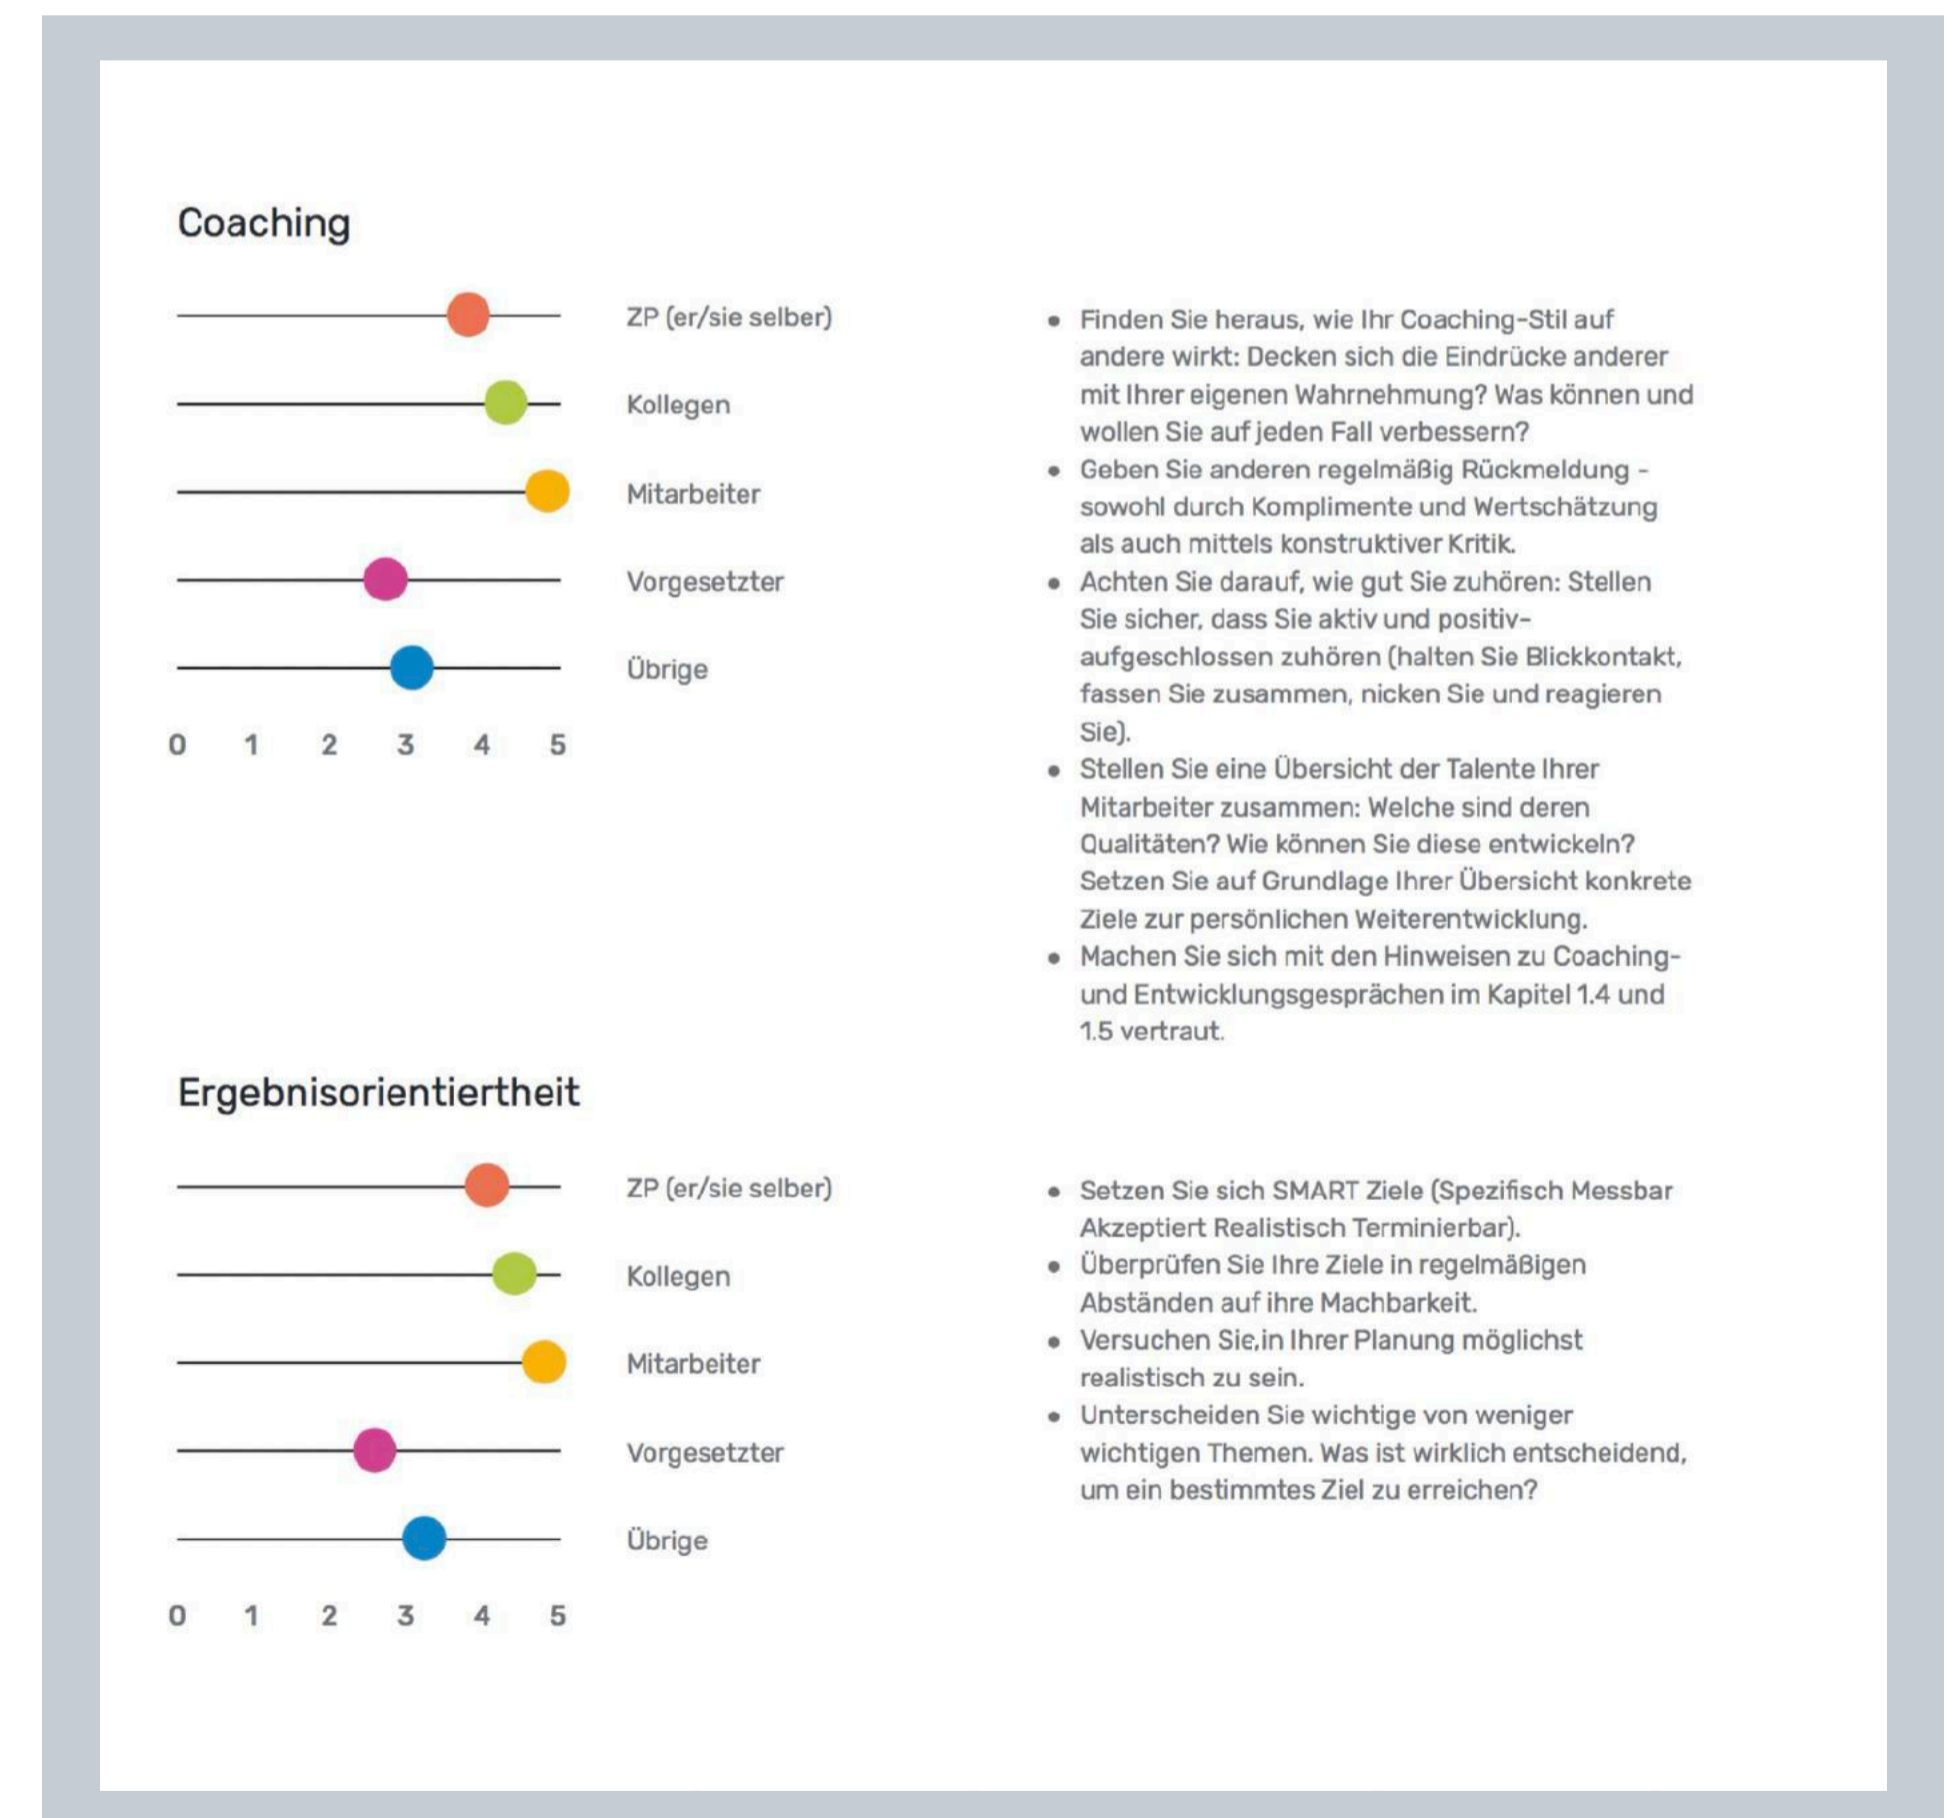 Coaching
ZP (er/sie selber)
Kollegen
Mitarbeiter
Vorgesetzter
Übrige
0 1 2 3 4 5
• Finden Sie heraus, wie Ihr Coaching-Stil auf
andere wirkt: Decken sich die Eindrücke anderer
mit Ihrer eigenen Wahrnehmung? Was können und
wollen Sie auf jeden Fall verbessern?
• Geben Sie anderen regelmäßig Rückmeldung -
sowohl durch Komplimente und Wertschätzung
als auch mittels konstruktiver Kritik.
• Achten Sie darauf, wie gut Sie zuhören: Stellen
Sie sicher, dass Sie aktiv und positiv-
aufgeschlossen zuhören (halten Sie Blickkontakt,
fassen Sie zusammen, nicken Sie und reagieren
Sie).
• Stellen Sie eine Übersicht der Talente Ihrer
Mitarbeiter zusammen: Welche sind deren
Qualitäten? Wie können Sie diese entwickeln?
Setzen Sie auf Grundlage Ihrer Übersicht konkrete
Ziele zur persönlichen Weiterentwicklung.
• Machen Sie sich mit den Hinweisen zu Coaching-
und Entwicklungsgesprächen im Kapitel 1.4 und
1.5 vertraut.
Ergebnisorientiertheit
ZP (er/sie selber)
Kollegen
Mitarbeiter
Vorgesetzter
Übrige
0 1 2 3 4 5
• Setzen Sie sich SMART Ziele (Spezifisch Messbar
Akzeptiert Realistisch Terminierbar).
• Überprüfen Sie Ihre Ziele in regelmäßigen
Abständen auf ihre Machbarkeit.
• Versuchen Sie,in Ihrer Planung möglichst
realistisch zu sein.
• Unterscheiden Sie wichtige von weniger
wichtigen Themen. Was ist wirklich entscheidend,
um ein bestimmtes Ziel zu erreichen?